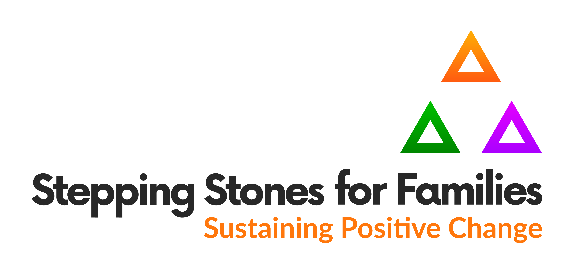 Stepping Stones for Families
Sustaining Positive Change